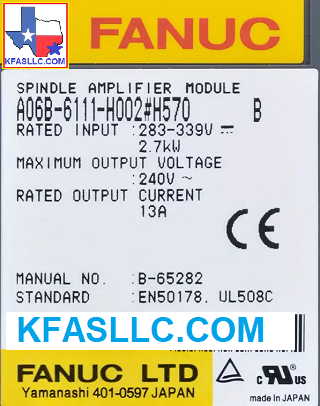 KFASLLC.COM
FANUC
SPINDLE AMPLIFIER MODULE
A06B-6111-H002#H570 B
RATED INPUT : 283-339V ⎓
2.7kW
MAXIMUM OUTPUT VOLTAGE
: 240V ~
RATED OUTPUT CURRENT
13A
CE
MANUAL NO. : B-65282
STANDARD : EN50178, UL508C
KFASLLC.COM
FANUC LTD
Yamanashi 401-0597 JAPAN
c UL us
made in JAPAN